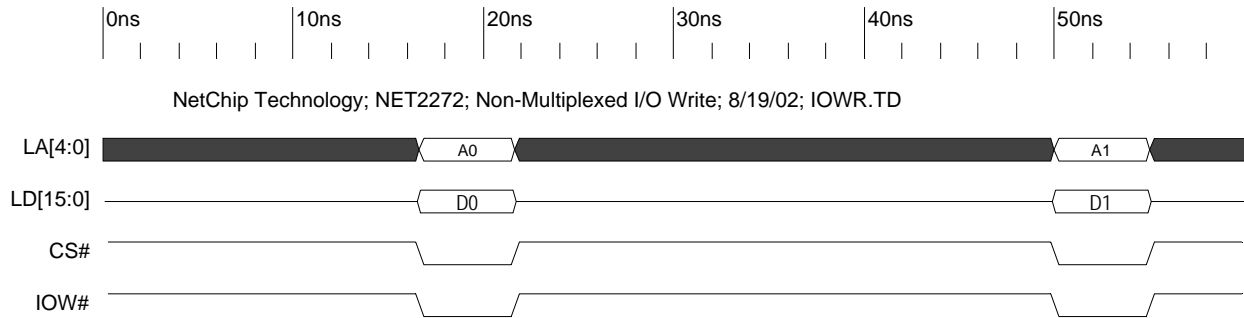 0ns 10ns 20ns 30ns 40ns 50ns
NetChip Technology; NET2272; Non-Multiplexed I/O Write; 8/19/02; IOWR.TD
LA[4:0] A0 A1
LD[15:0] D0 D1
CS#
IOW#